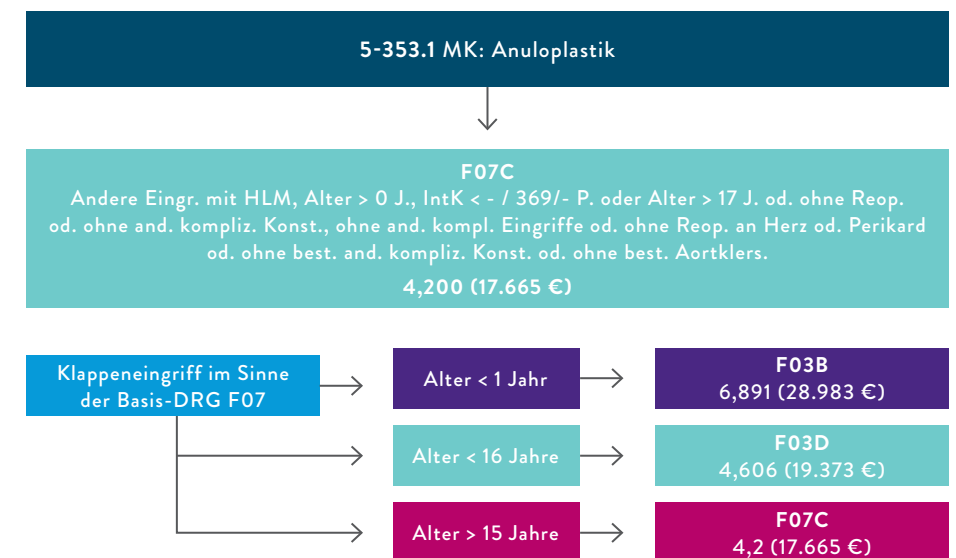 5-353.1 MK: Anuloplastik
F07C
Andere Eingr. mit HLM, Alter > 0 J., IntK < - / 369/- P. oder Alter > 17 J. od. ohne Reop.
od. ohne and. kompliz. Konst., ohne and. kompl. Eingriffe od. ohne Reop. an Herz od. Perikard
od. ohne best. and. kompliz. Konst. od. ohne best. Aortklers.
4,200 (17.665 €)
Klappeneingriff im Sinne
der Basis-DRG F07
Alter < 1 Jahr
F03B
6,891 (28.983 €)
Alter < 16 Jahre
F03D
4,606 (19.373 €)
Alter > 15 Jahre
F07C
4,2 (17.665 €)